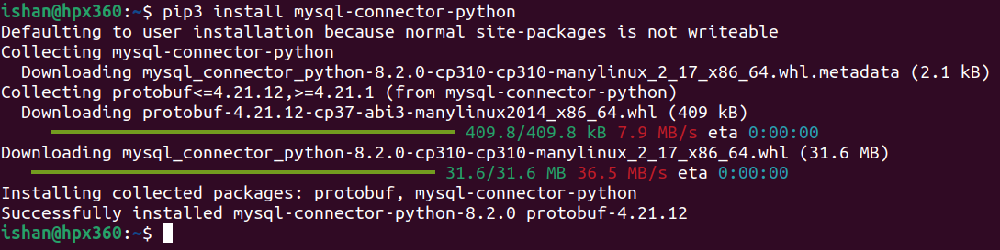 ishan@hpx360:~$ pip3 install mysql-connector-python
Defaulting to user installation because normal site-packages is not writeable
Collecting mysql-connector-python
  Downloading mysql_connector_python-8.2.0-cp310-cp310-manylinux_2_17_x86_64.whl.metadata (2.1 kB)
Collecting protobuf<=4.21.12,>=4.21.1 (from mysql-connector-python)
  Downloading protobuf-4.21.12-cp37-abi3-manylinux2014_x86_64.whl (409 kB)
409.8/409.8 kB 7.9 MB/s eta 0:00:00
Downloading mysql_connector_python-8.2.0-cp310-cp310-manylinux_2_17_x86_64.whl (31.6 MB)
31.6/31.6 MB 36.5 MB/s eta 0:00:00
Installing collected packages: protobuf, mysql-connector-python
Successfully installed mysql-connector-python-8.2.0 protobuf-4.21.12
ishan@hpx360:~$